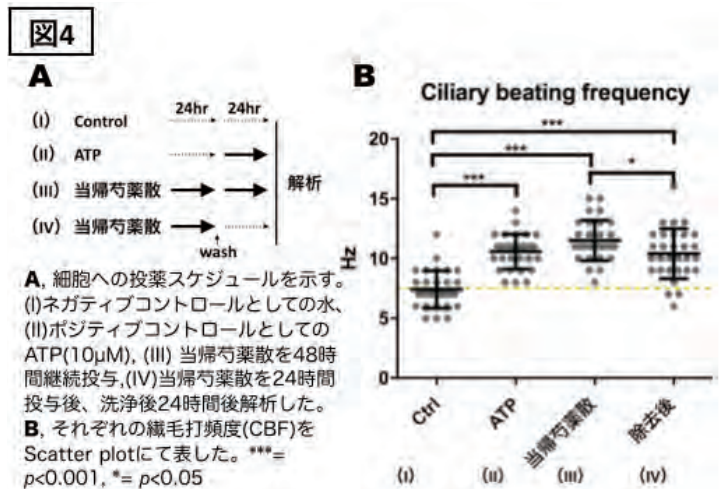 図4
A
24hr 24hr
(I) Control
(II) ATP
(III) 当帰芍薬散
(IV) 当帰芍薬散
解析
wash
A, 細胞への投薬スケジュールを示す。
(I)ネガティブコントロールとしての水、
(II)ポジティブコントロールとしての
ATP(10μM), (III) 当帰芍薬散を48時
間継続投与,(IV)当帰芍薬散を24時間
投与後、洗浄後24時間後解析した。
B, それぞれの繊毛打頻度(CBF)を
Scatter plotにて表した。***=
p<0.001, *= p<0.05
B
Ciliary beating frequency
***
***
***
*
Hz
20
15
10
5
0
Ctrl
ATP
当帰芍薬散
除去後
(I) (II) (III) (IV)